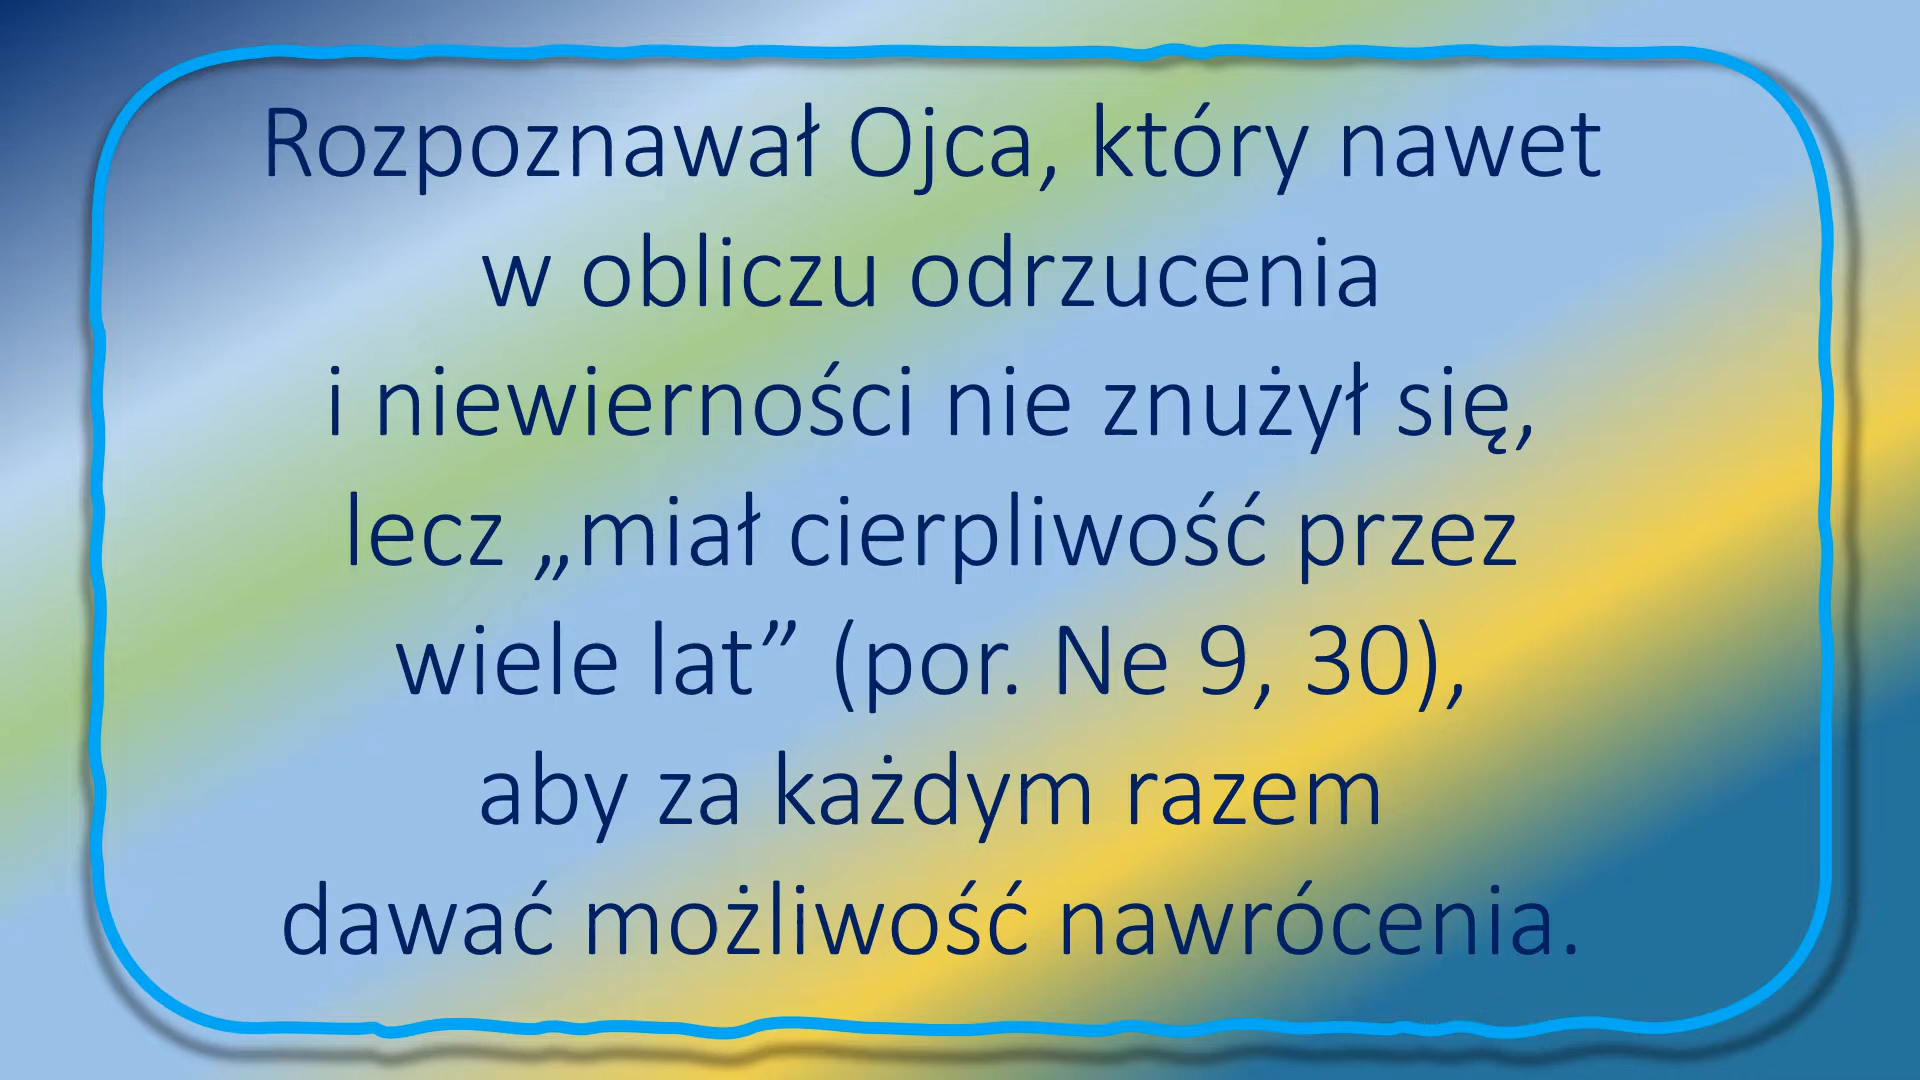 Rozpoznawał Ojca, który nawet
w obliczu odrzucenia
i niewierności nie znużył się,
lecz „miał cierpliwość przez
wiele lat” (por. Ne 9, 30),
aby za każdym razem
dawać możliwość nawrócenia.